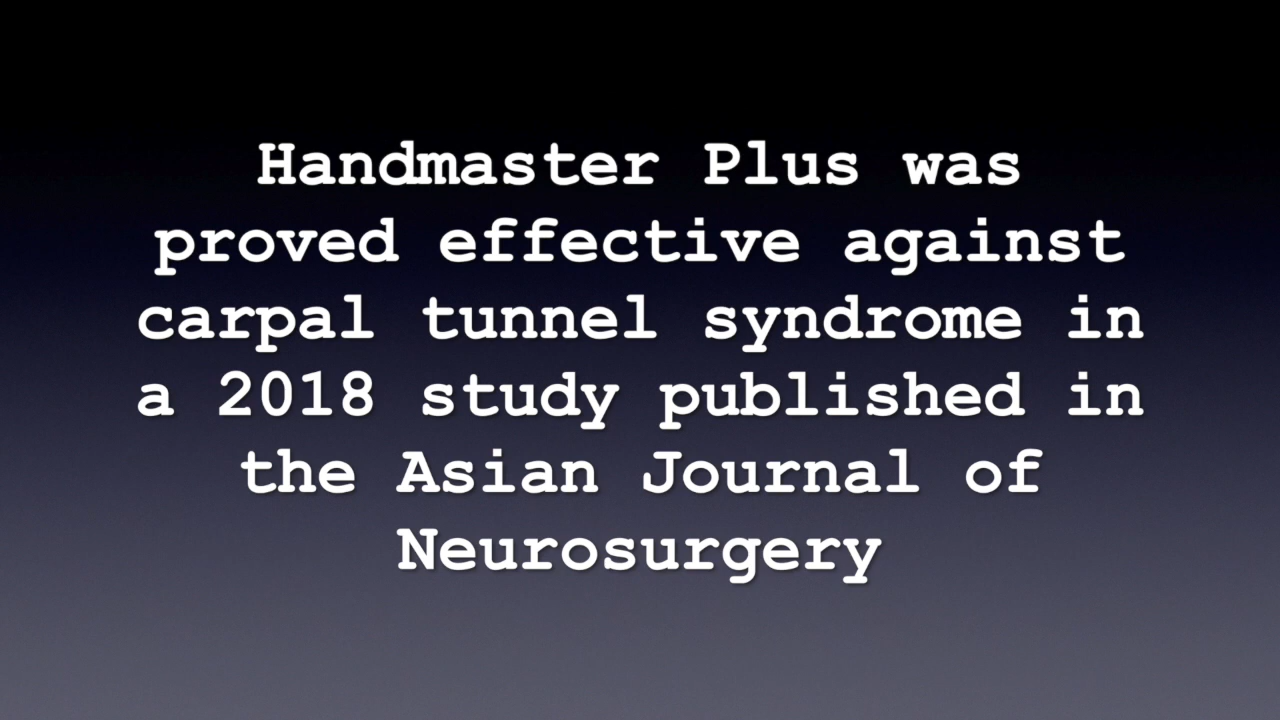 Handmaster Plus was
proved effective against
carpal tunnel syndrome in
a 2018 study published in
the Asian Journal of
Neurosurgery